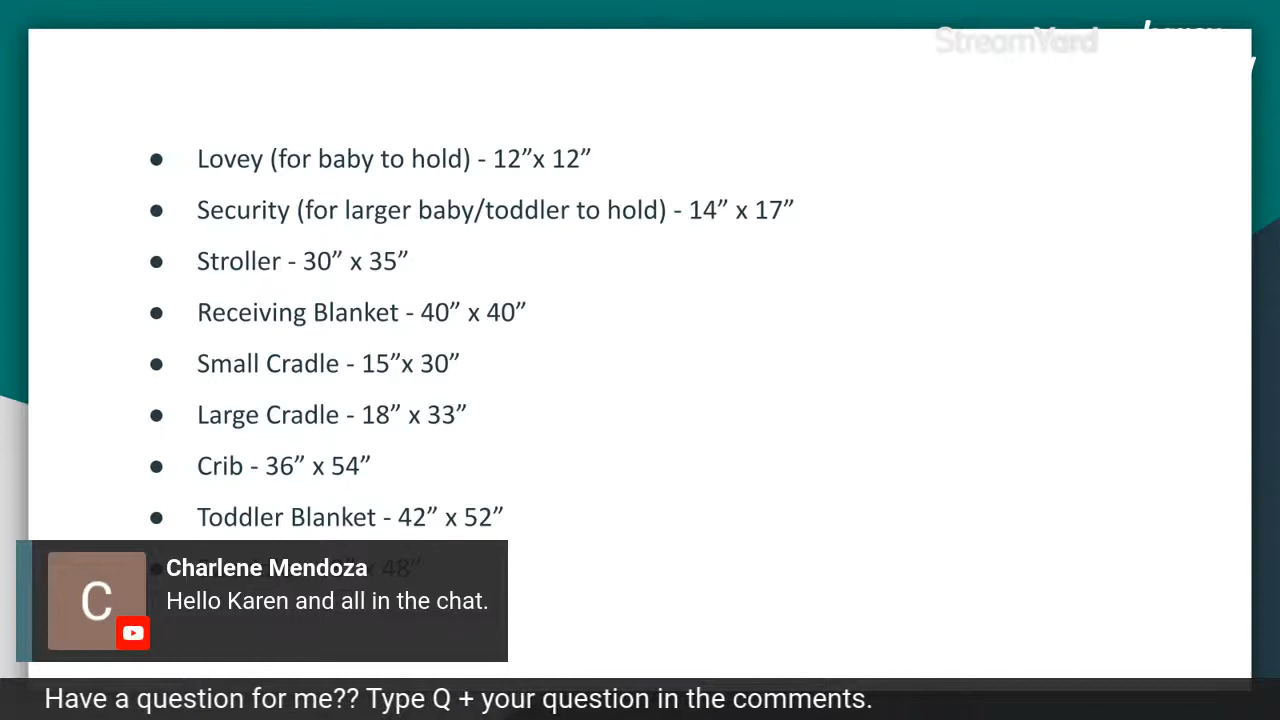 StreamYard
● Lovey (for baby to hold) - 12”x 12”
● Security (for larger baby/toddler to hold) - 14” x 17”
● Stroller - 30” x 35”
● Receiving Blanket - 40” x 40”
● Small Cradle - 15”x 30”
● Large Cradle - 18” x 33”
● Crib - 36” x 54”
● Toddler Blanket - 42” x 52”
x 48”
C
Charlene Mendoza
Hello Karen and all in the chat.
Have a question for me?? Type Q + your question in the comments.